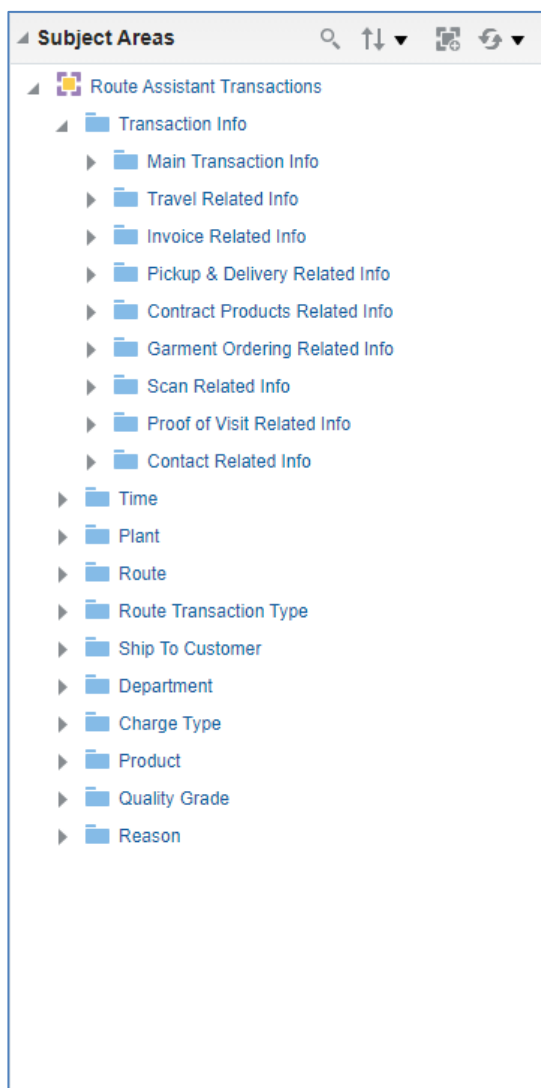 Subject Areas
Route Assistant Transactions
Transaction Info
Main Transaction Info
Travel Related Info
Invoice Related Info
Pickup & Delivery Related Info
Contract Products Related Info
Garment Ordering Related Info
Scan Related Info
Proof of Visit Related Info
Contact Related Info
Time
Plant
Route
Route Transaction Type
Ship To Customer
Department
Charge Type
Product
Quality Grade
Reason